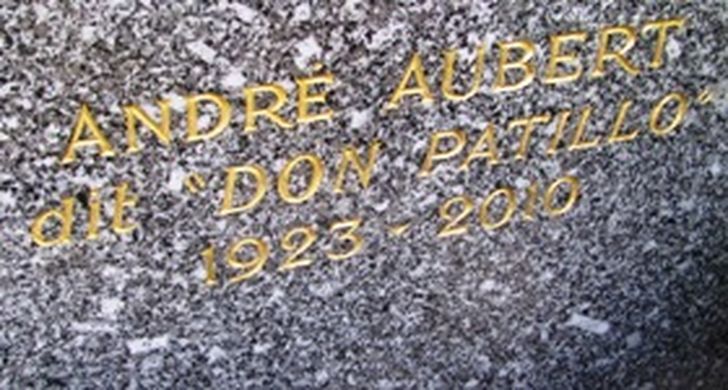 ANDRÉ AUBERT
dit "DON PATILLO"
1923 - 2010